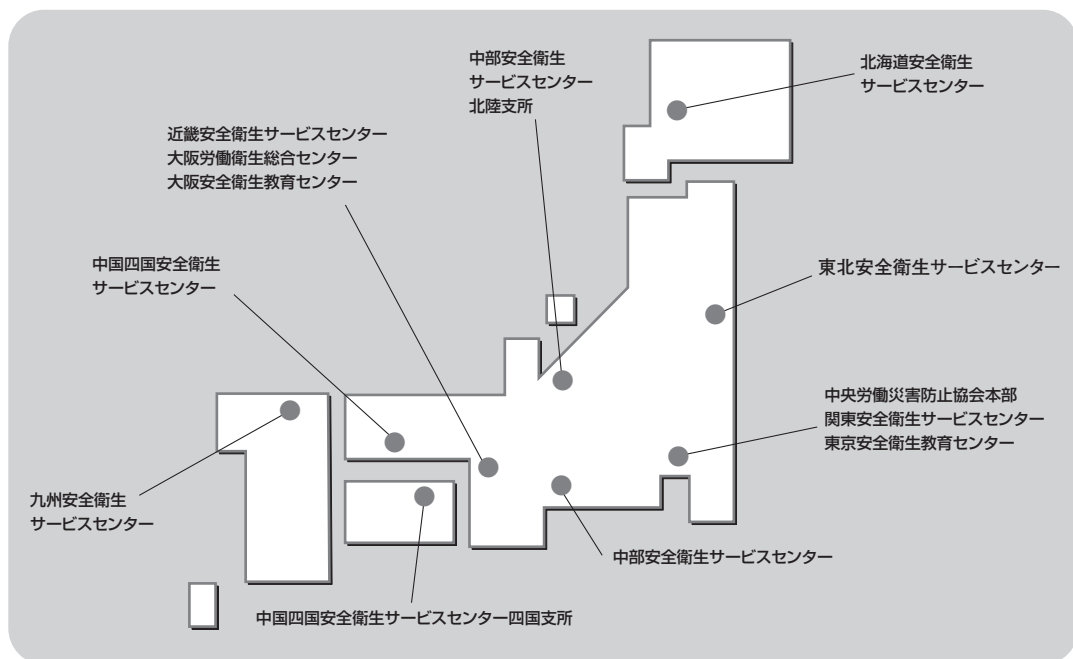 中部安全衛生
サービスセンター
北陸支所
北海道安全衛生
サービスセンター
近畿安全衛生サービスセンター
大阪労働衛生総合センター
大阪安全衛生教育センター
中国四国安全衛生
サービスセンター
東北安全衛生サービスセンター
中央労働災害防止協会本部
関東安全衛生サービスセンター
東京安全衛生教育センター
九州安全衛生
サービスセンター
中部安全衛生サービスセンター
中国四国安全衛生サービスセンター四国支所